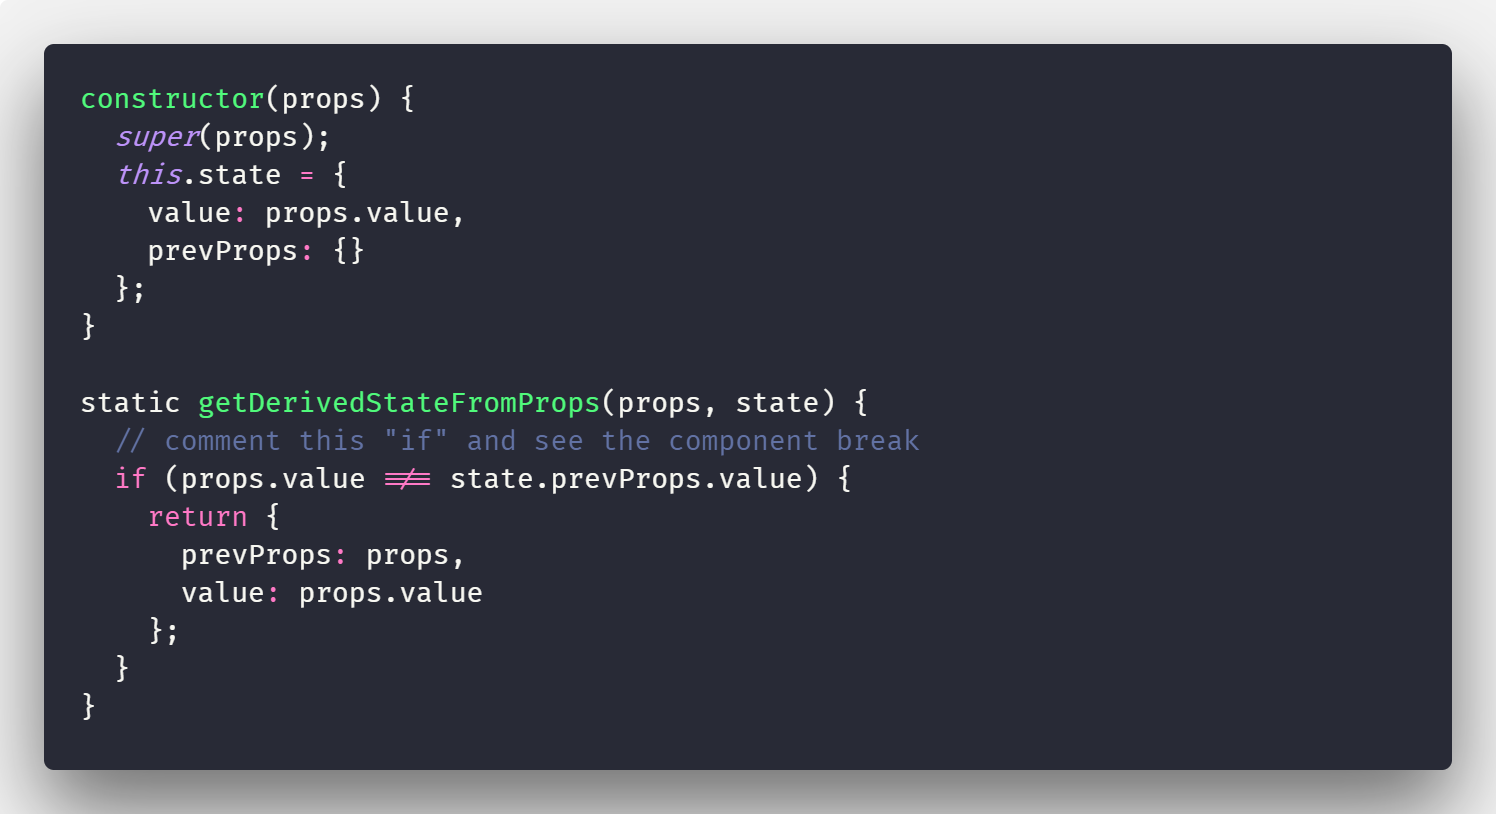 constructor(props) {
  super(props);
  this.state = {
    value: props.value,
    prevProps: {}
  };
}

static getDerivedStateFromProps(props, state) {
  // comment this "if" and see the component break
  if (props.value !== state.prevProps.value) {
    return {
      prevProps: props,
      value: props.value
    };
  }
}